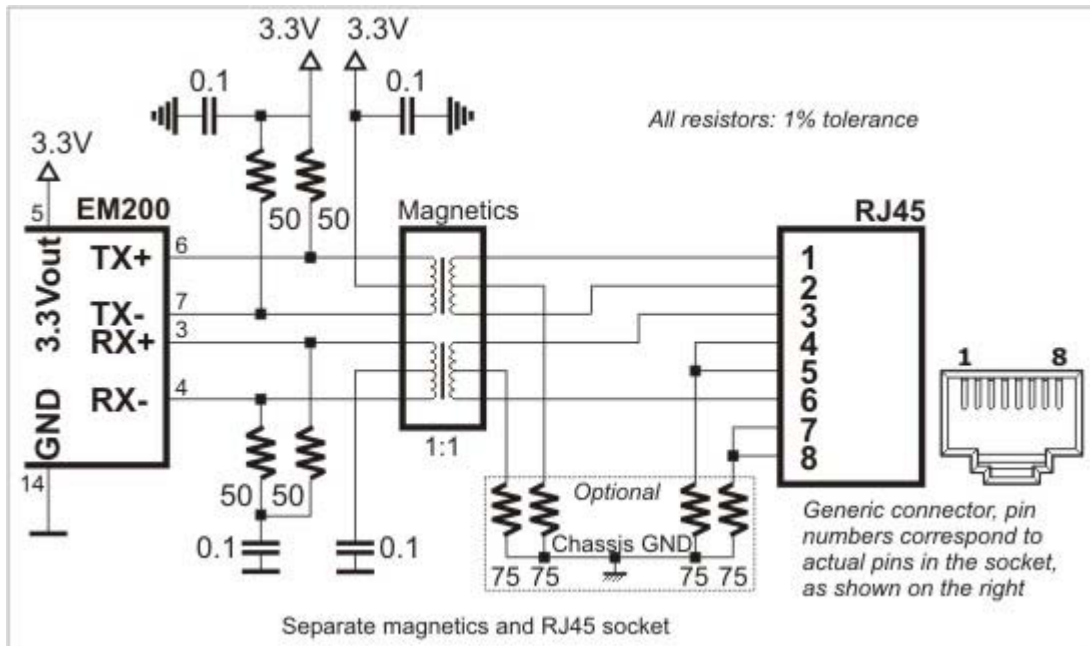 3.3V 3.3V
0.1 0.1
All resistors: 1% tolerance
3.3V
5 EM200
50 50
Magnetics
RJ45
3.3Vout
GND
TX+ 6
TX- 7
RX+ 3
RX- 4
14
1
2
3
4
5
6
7
8
1 8
1:1
50 50
0.1 0.1
Optional
Chassis GND
75 75 75 75
Generic connector, pin
numbers correspond to
actual pins in the socket,
as shown on the right
Separate magnetics and RJ45 socket